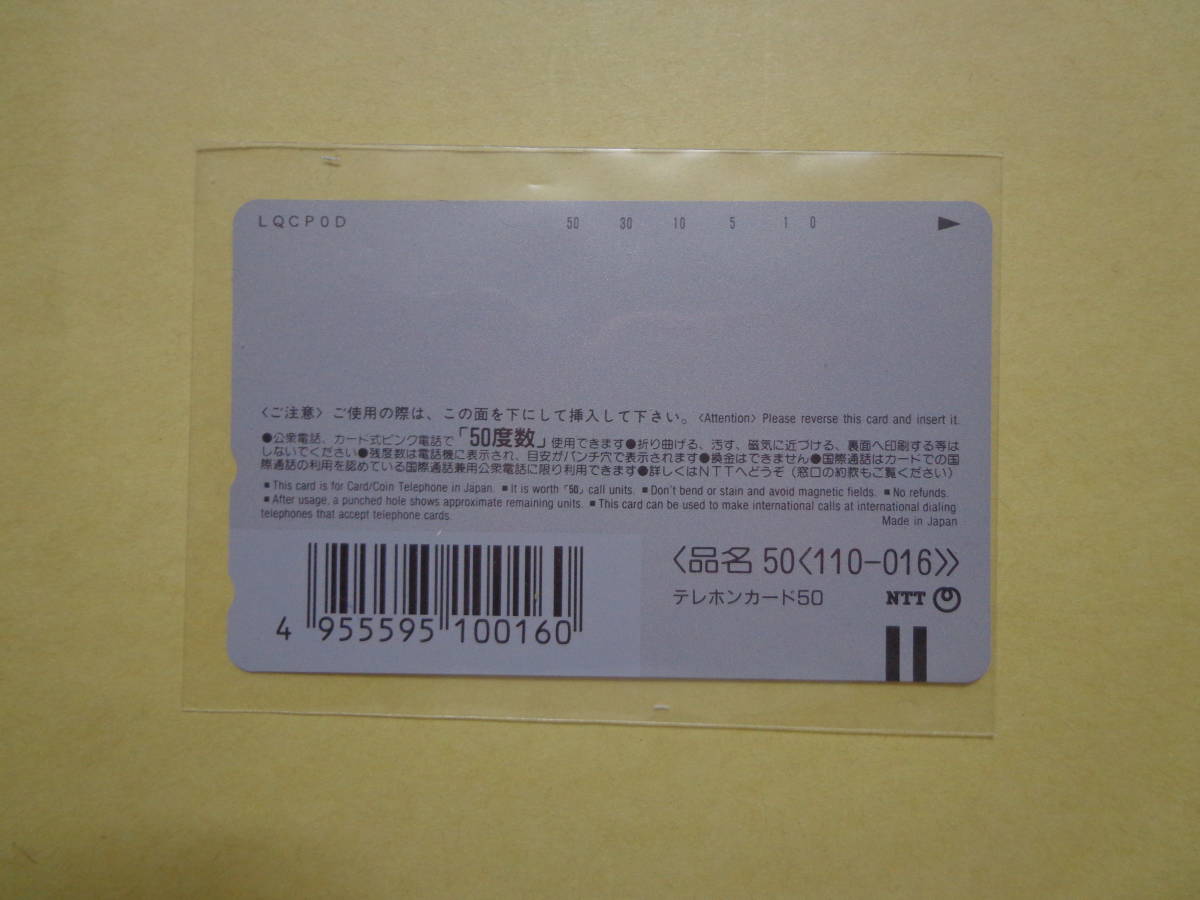 LQCP0D 50 30 10 5 1 0
〈ご注意〉ご使用の際は、この面を下にして挿入して下さい。〈Attention〉Please reverse this card and insert it.
●公衆電話、カード式ピンク電話で「50度数」使用できます●折り曲げる、汚す、磁気に近づける、裏面へ印刷する等は
しないでください●残度数は電話機に表示され、目安がパンチ穴で表示されます●換金はできません●国際通話はカードでの国
際通話の利用を認めている国際通話兼用公衆電話に限り利用できます●詳しくはNTTへどうぞ（窓口の約款もご覧ください）
■ This card is for Card/Coin Telephone in Japan. ■ It is worth「50」call units. ■ Don't bend or stain and avoid magnetic fields. ■ No refunds.
■ After usage, a punched hole shows approximate remaining units. ■ This card can be used to make international calls at international dialing
telephones that accept telephone cards. Made in Japan
〈品名 50〈110-016〉〉
テレホンカード50 NTT
4 955595 100160